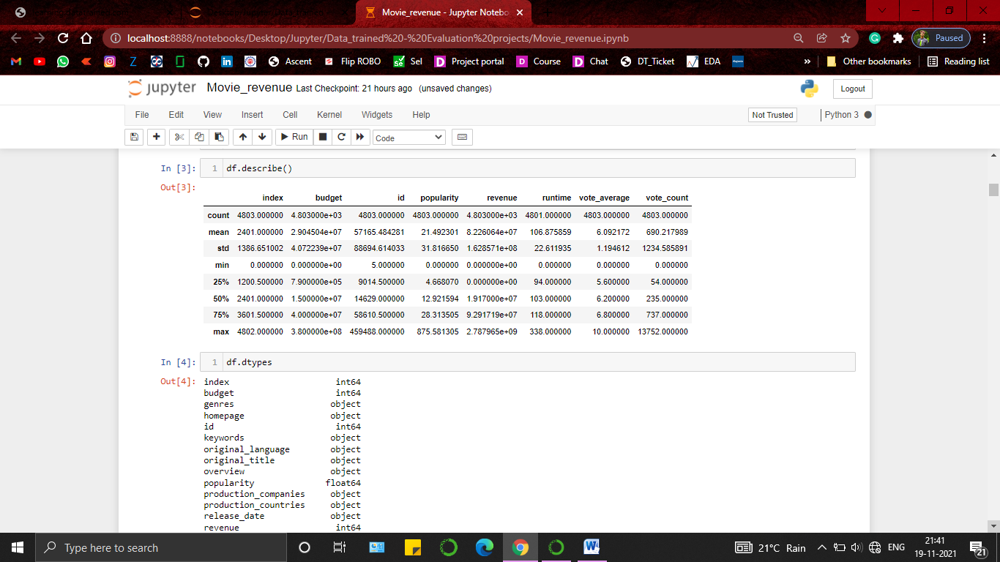 Movie_revenue - Jupyter Notebo
localhost:8888/notebooks/Desktop/Jupyter/Data_trained%20-%20Evaluation%20projects/Movie_revenue.ipynb
Paused
Ascent Flip ROBO Sel Project portal Course Chat DT_Ticket EDA » Other bookmarks Reading list
jupyter Movie_revenue Last Checkpoint: 21 hours ago (unsaved changes) Logout
File Edit View Insert Cell Kernel Widgets Help Not Trusted Python 3
Run Code
In [3]: 1 df.describe()
Out[3]:
index budget id popularity revenue runtime vote_average vote_count
count 4803.000000 4.803000e+03 4803.000000 4803.000000 4.803000e+03 4801.000000 4803.000000 4803.000000
mean 2401.000000 2.904504e+07 57165.484281 21.492301 8.226064e+07 106.875859 6.092172 690.217989
std 1386.651002 4.072239e+07 88694.614033 31.816650 1.628571e+08 22.611935 1.194612 1234.585891
min 0.000000 0.000000e+00 5.000000 0.000000 0.000000e+00 0.000000 0.000000 0.000000
25% 1200.500000 7.900000e+05 9014.500000 4.668070 0.000000e+00 94.000000 5.600000 54.000000
50% 2401.000000 1.500000e+07 14629.000000 12.921594 1.917000e+07 103.000000 6.200000 235.000000
75% 3601.500000 4.000000e+07 58610.500000 28.313505 9.291719e+07 118.000000 6.800000 737.000000
max 4802.000000 3.800000e+08 459488.000000 875.581305 2.787965e+09 338.000000 10.000000 13752.000000
In [4]: 1 df.dtypes
Out[4]: index int64
budget int64
genres object
homepage object
id int64
keywords object
original_language object
original_title object
overview object
popularity float64
production_companies object
production_countries object
release_date object
revenue int64
Type here to search
21°C Rain
ENG
21:41
19-11-2021
21